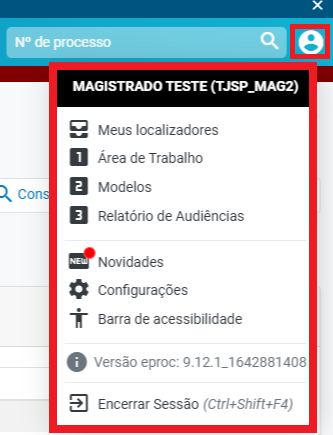 ×
Nº de processo
MAGISTRADO TESTE (TJSP_MAG2)
Meus localizadores
1 Área de Trabalho
Cons
2 Modelos
3 Relatório de Audiências
NEW Novidades
Configurações
Barra de acessibilidade
Versão eproc: 9.12.1_1642881408
Encerrar Sessão (Ctrl+Shift+F4)